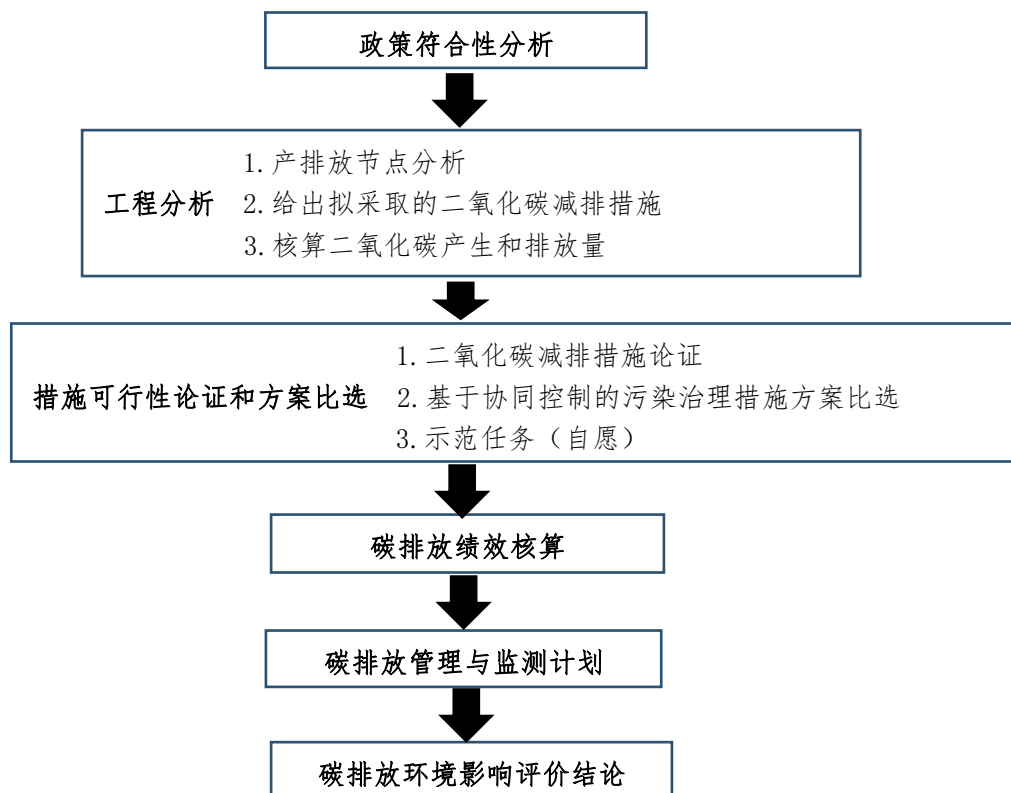 政策符合性分析
1.产排放节点分析
工程分析 2.给出拟采取的二氧化碳减排措施
3.核算二氧化碳产生和排放量
1.二氧化碳减排措施论证
措施可行性论证和方案比选 2.基于协同控制的污染治理措施方案比选
3.示范任务（自愿）
碳排放绩效核算
碳排放管理与监测计划
碳排放环境影响评价结论